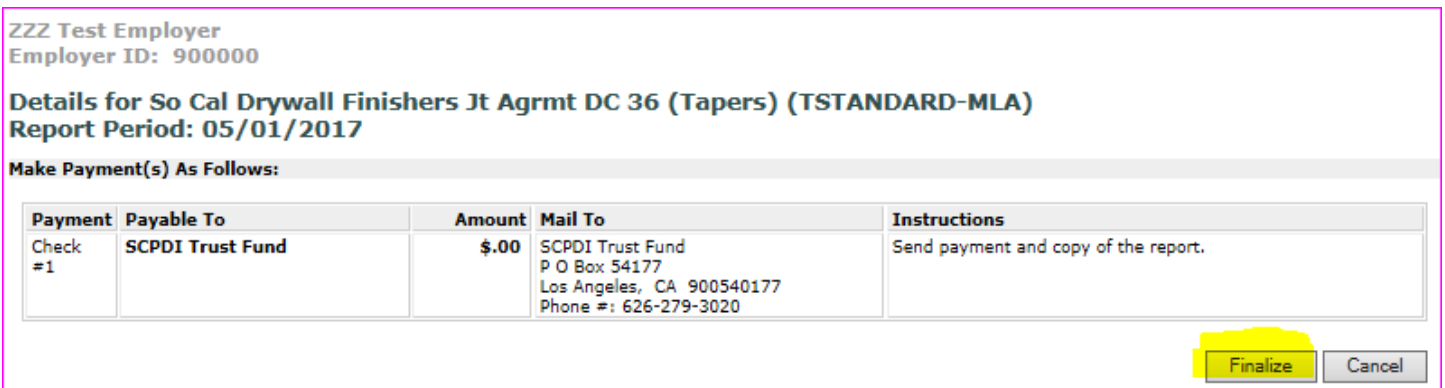 ZZZ Test Employer
Employer ID: 900000
Details for So Cal Drywall Finishers Jt Agrmt DC 36 (Tapers) (TSTANDARD-MLA)
Report Period: 05/01/2017
Make Payment(s) As Follows:
Payment Payable To Amount Mail To Instructions
Check #1 SCPDI Trust Fund $.00 SCPDI Trust Fund Send payment and copy of the report.
P O Box 54177
Los Angeles, CA 900540177
Phone #: 626-279-3020
Finalize Cancel